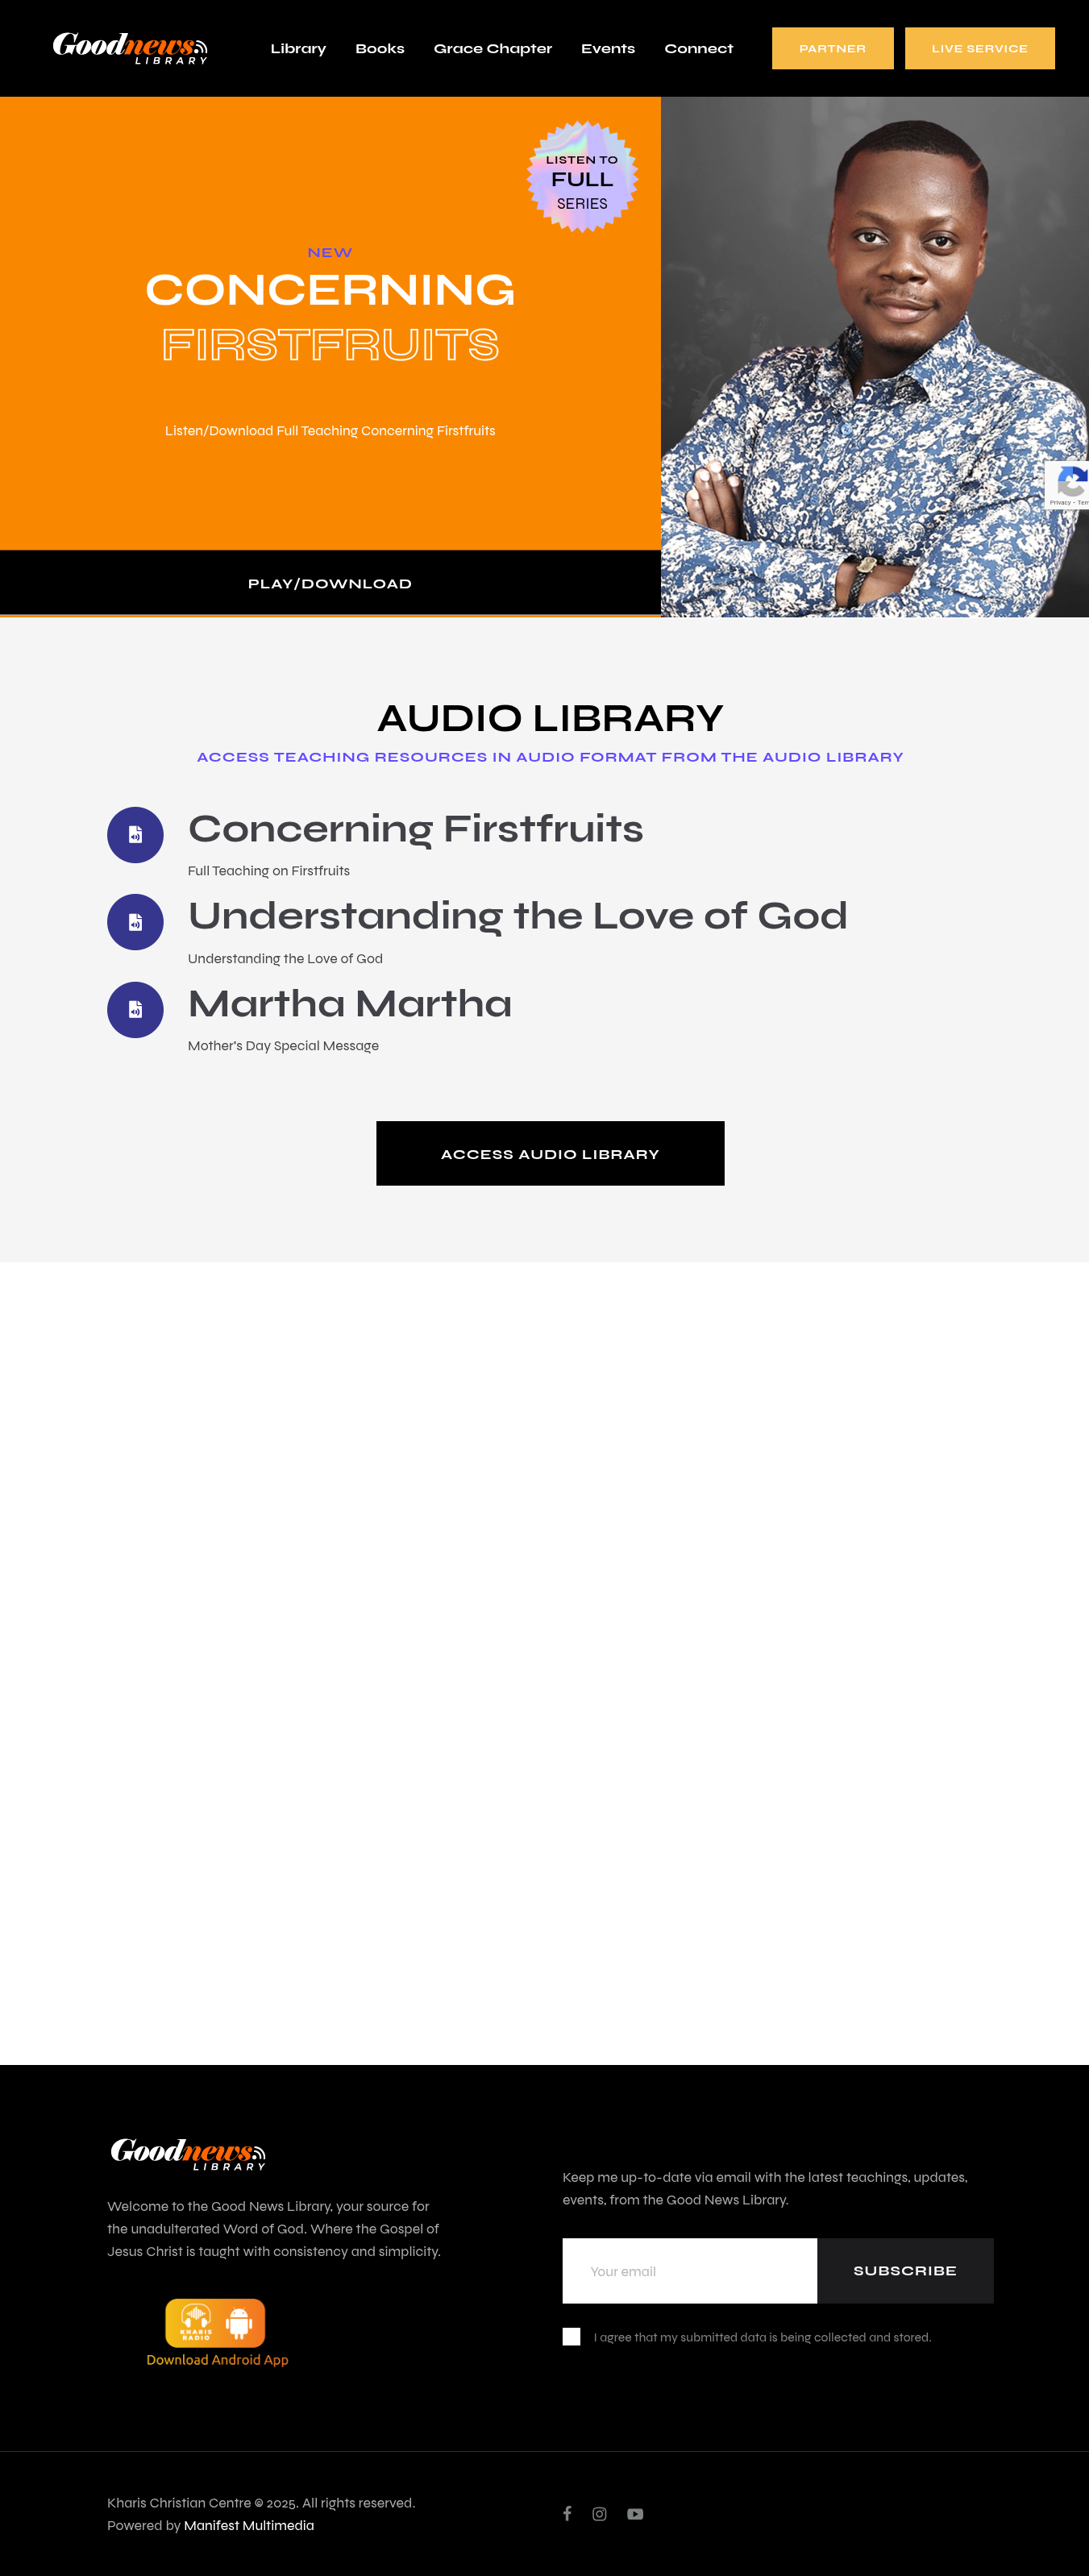 Goodnews
LIBRARY
Library Books Grace Chapter Events Connect PARTNER LIVE SERVICE
LISTEN TO
FULL
SERIES
NEW
CONCERNING
FIRSTFRUITS
Listen/Download Full Teaching Concerning Firstfruits
Privacy - Ter
PLAY/DOWNLOAD
AUDIO LIBRARY
ACCESS TEACHING RESOURCES IN AUDIO FORMAT FROM THE AUDIO LIBRARY
Concerning Firstfruits
Full Teaching on Firstfruits
Understanding the Love of God
Understanding the Love of God
Martha Martha
Mother's Day Special Message
ACCESS AUDIO LIBRARY
Goodnews
LIBRARY
Welcome to the Good News Library, your source for
the unadulterated Word of God. Where the Gospel of
Jesus Christ is taught with consistency and simplicity.
KHARIS
RADIO
Download Android App
Keep me up-to-date via email with the latest teachings, updates,
events, from the Good News Library.
Your email SUBSCRIBE
I agree that my submitted data is being collected and stored.
Kharis Christian Centre © 2025. All rights reserved.
Powered by Manifest Multimedia